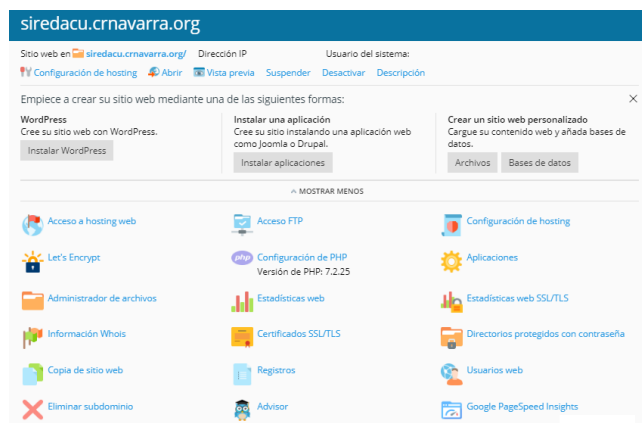 siredacu.crnavarra.org
Sitio web en siredacu.crnavarra.org/ Dirección IP Usuario del sistema:
Configuración de hosting Abrir Vista previa Suspender Desactivar Descripción
Empiece a crear su sitio web mediante una de las siguientes formas:
WordPress
Cree su sitio web con WordPress.
Instalar WordPress
Instalar una aplicación
Cree su sitio instalando una aplicación web
como Joomla o Drupal.
Instalar aplicaciones
Crear un sitio web personalizado
Cargue su contenido web y añada bases de
datos.
Archivos Bases de datos
MOSTRAR MENOS
Acceso a hosting web Acceso FTP Configuración de hosting
Let's Encrypt php Configuración de PHP Aplicaciones
Versión de PHP: 7.2.25
Administrador de archivos Estadísticas web Estadísticas web SSL/TLS
Información Whois Certificados SSL/TLS Directorios protegidos con contraseña
Copia de sitio web Registros Usuarios web
Eliminar subdominio Advisor Google PageSpeed Insights